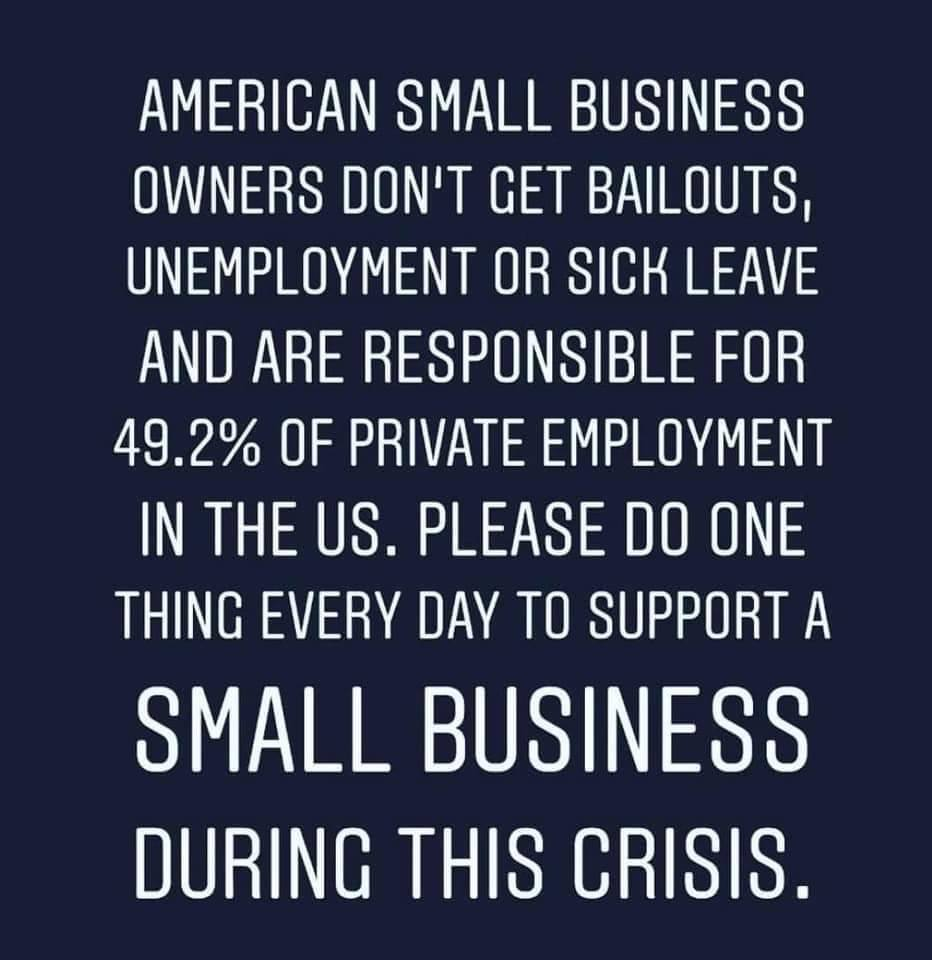 AMERICAN SMALL BUSINESS
OWNERS DON'T GET BAILOUTS,
UNEMPLOYMENT OR SICK LEAVE
AND ARE RESPONSIBLE FOR
49.2% OF PRIVATE EMPLOYMENT
IN THE US. PLEASE DO ONE
THING EVERY DAY TO SUPPORT A
SMALL BUSINESS
DURING THIS CRISIS.